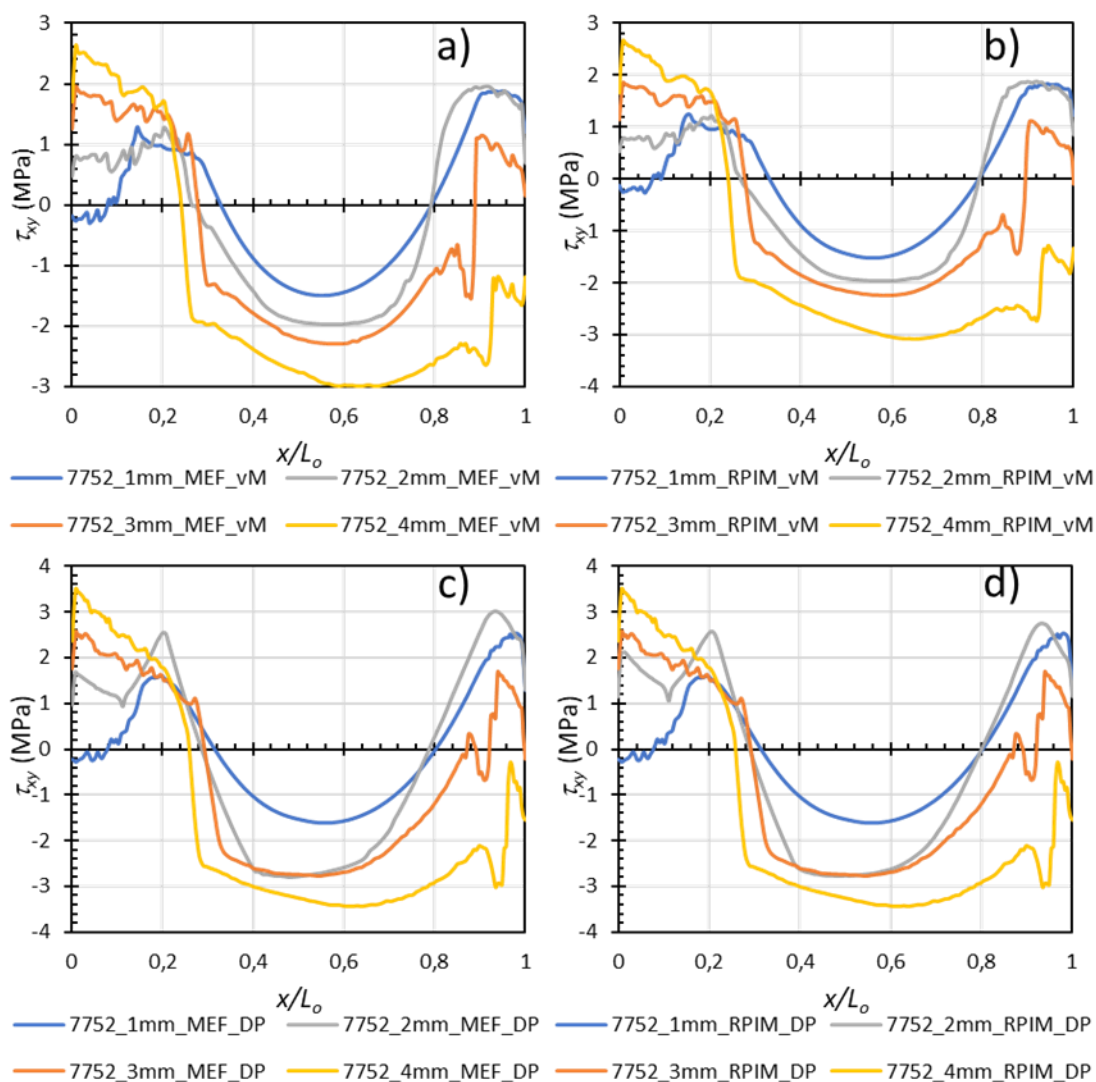 a)
3
2
1
0
-1
-2
-3
τxy (MPa)
0 0,2 0,4 0,6 0,8 1
x/Lo
7752_1mm_MEF_vM 7752_2mm_MEF_vM
7752_3mm_MEF_vM 7752_4mm_MEF_vM
b)
3
2
1
0
-1
-2
-3
-4
τxy (MPa)
0 0,2 0,4 0,6 0,8 1
x/Lo
7752_1mm_RPIM_vM 7752_2mm_RPIM_vM
7752_3mm_RPIM_vM 7752_4mm_RPIM_vM
c)
4
3
2
1
0
-1
-2
-3
-4
τxy (MPa)
0 0,2 0,4 0,6 0,8 1
x/Lo
7752_1mm_MEF_DP 7752_2mm_MEF_DP
7752_3mm_MEF_DP 7752_4mm_MEF_DP
d)
4
3
2
1
0
-1
-2
-3
-4
τxy (MPa)
0 0,2 0,4 0,6 0,8 1
x/Lo
7752_1mm_RPIM_DP 7752_2mm_RPIM_DP
7752_3mm_RPIM_DP 7752_4mm_RPIM_DP